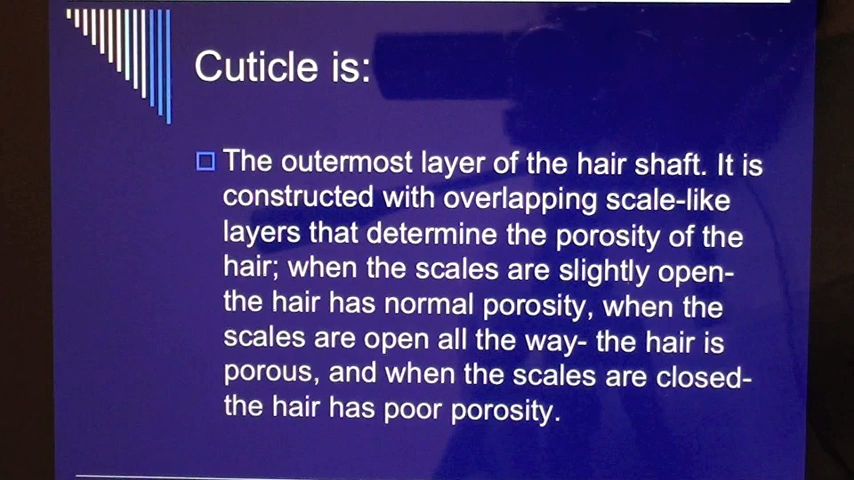 Cuticle is:
The outermost layer of the hair shaft. It is
constructed with overlapping scale-like
layers that determine the porosity of the
hair; when the scales are slightly open-
the hair has normal porosity, when the
scales are open all the way- the hair is
porous, and when the scales are closed-
the hair has poor porosity.